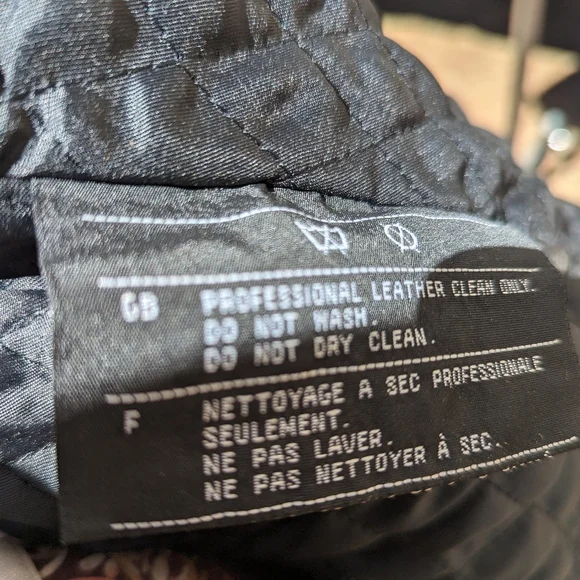 GB PROFESSIONAL LEATHER CLEAN ONLY.
DO NOT WASH.
DO NOT DRY CLEAN.
F NETTOYAGE A SEC PROFESSIONALE
SEULEMENT.
NE PAS LAVER.
NE PAS NETTOYER À SEC.